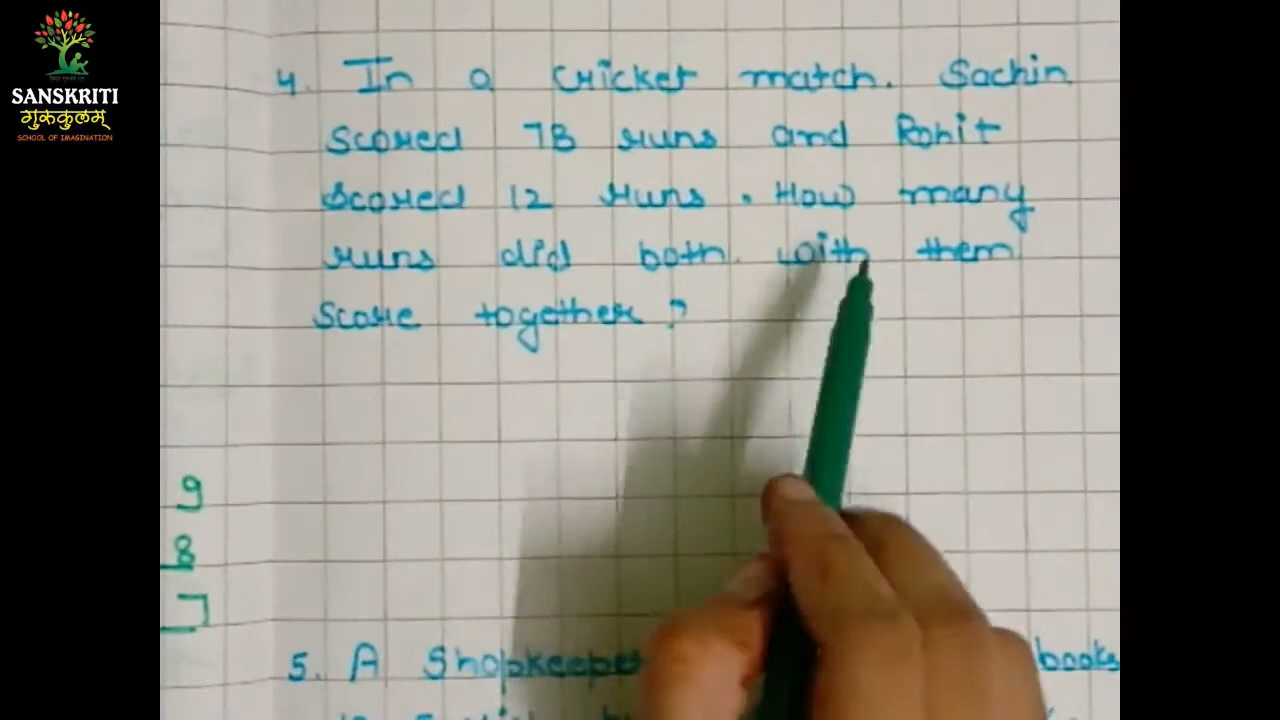 SANSKRITI
गुरुकुलम्
SCHOOL OF IMAGINATION
4. In a cricket match. Sachin
scored 78 runs and Rohit
scored 12 runs. How many
runs did both with them
score together?
9
8
5. A Shopkeeper books